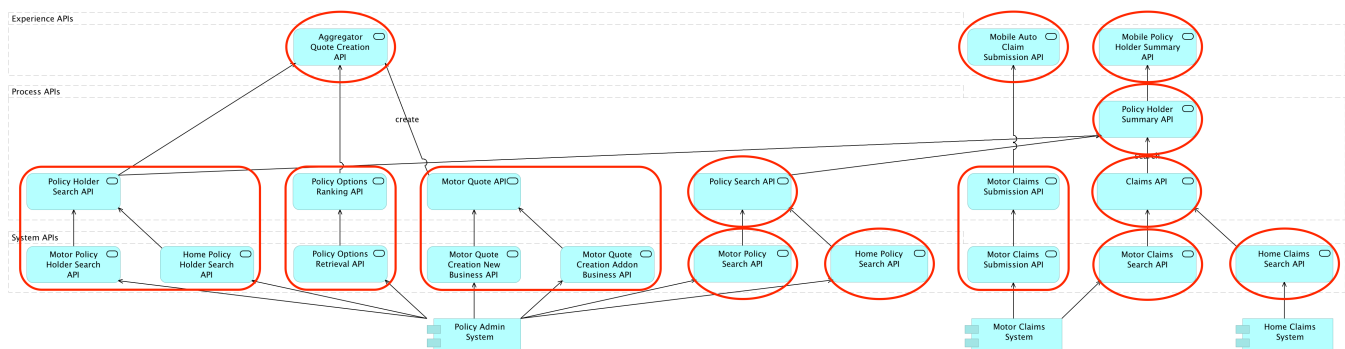 Experience APIs
Aggregator
Quote Creation
API
Mobile Auto
Claim
Submission API
Mobile Policy
Holder Summary
API
Process APIs
Policy Holder
Summary API
create
Policy Holder
Search API
Policy Options
Ranking API
Motor Quote API
Policy Search API
Motor Claims
Submission API
Claims API
System APIs
Motor Policy
Holder Search
API
Home Policy
Holder Search
API
Policy Options
Retrieval API
Motor Quote
Creation New
Business API
Motor Quote
Creation Addon
Business API
Motor Policy
Search API
Home Policy
Search API
Motor Claims
Submission API
Motor Claims
Search API
Home Claims
Search API
Policy Admin
System
Motor Claims
System
Home Claims
System